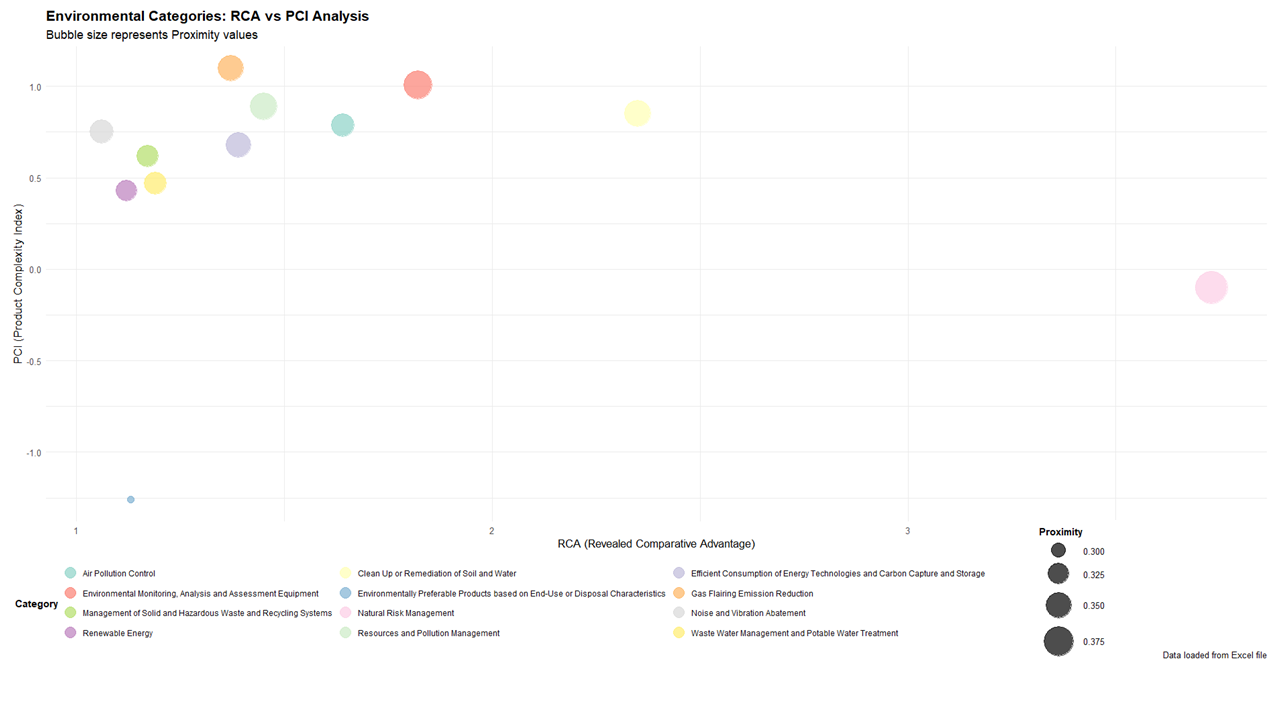 Environmental Categories: RCA vs PCI Analysis
Bubble size represents Proximity values
PCI (Product Complexity Index)
1.0
0.5
0.0
-0.5
-1.0
1
2
3
RCA (Revealed Comparative Advantage)
Category
Air Pollution Control
Clean Up or Remediation of Soil and Water
Efficient Consumption of Energy Technologies and Carbon Capture and Storage
Environmental Monitoring, Analysis and Assessment Equipment
Environmentally Preferable Products based on End-Use or Disposal Characteristics
Gas Flairing Emission Reduction
Management of Solid and Hazardous Waste and Recycling Systems
Natural Risk Management
Noise and Vibration Abatement
Renewable Energy
Resources and Pollution Management
Waste Water Management and Potable Water Treatment
Proximity
0.300
0.325
0.350
0.375
Data loaded from Excel file